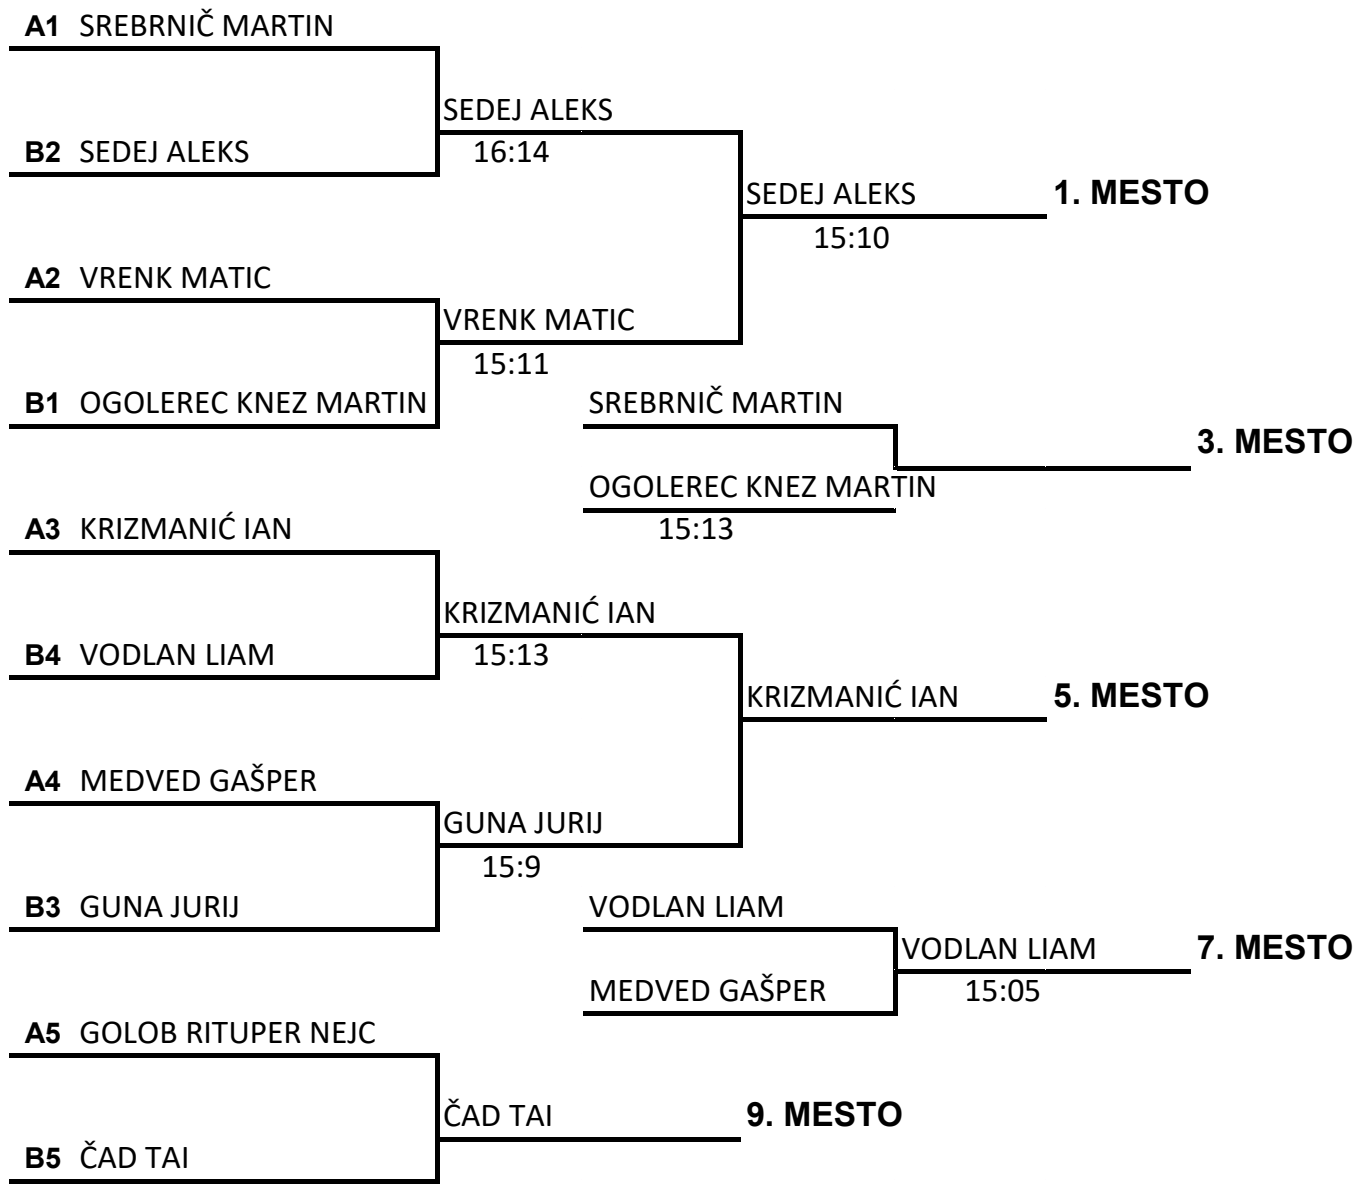 A1 SREBRNIČ MARTIN
SEDEJ ALEKS
B2 SEDEJ ALEKS
16:14
SEDEJ ALEKS 1. MESTO
15:10
A2 VRENK MATIC
VRENK MATIC
15:11
B1 OGOLEREC KNEZ MARTIN
SREBRNIČ MARTIN
3. MESTO
OGOLEREC KNEZ MARTIN
15:13
A3 KRIZMANIĆ IAN
KRIZMANIĆ IAN
B4 VODLAN LIAM
15:13
KRIZMANIĆ IAN 5. MESTO
A4 MEDVED GAŠPER
GUNA JURIJ
15:9
B3 GUNA JURIJ
VODLAN LIAM
VODLAN LIAM 7. MESTO
MEDVED GAŠPER
15:05
A5 GOLOB RITUPER NEJC
ČAD TAI 9. MESTO
B5 ČAD TAI